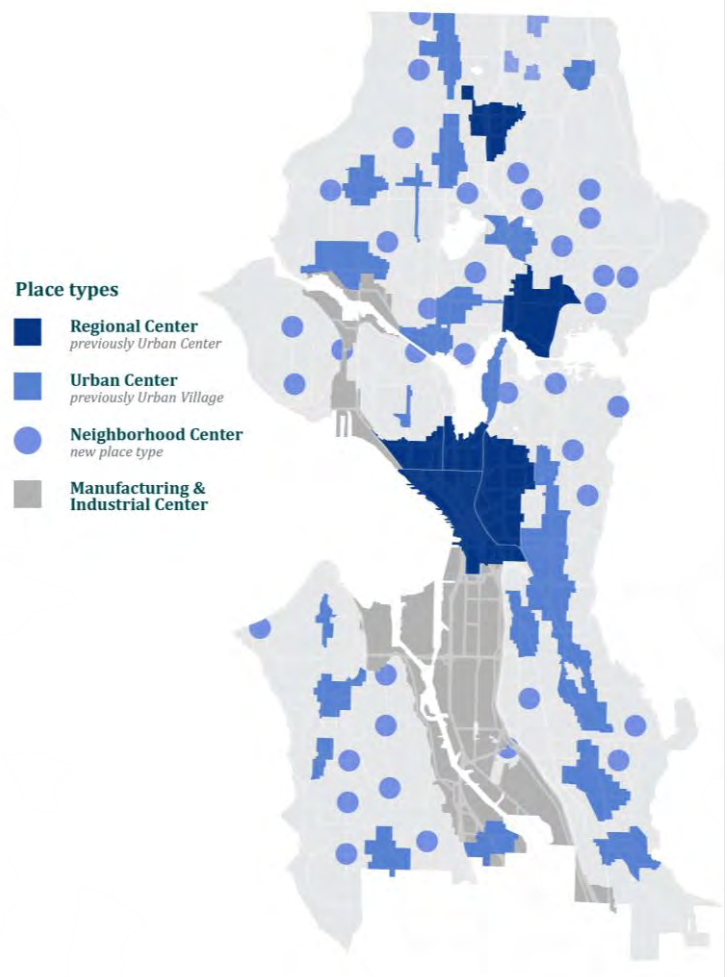 Place types
Regional Center
previously Urban Center
Urban Center
previously Urban Village
Neighborhood Center
new place type
Manufacturing &
Industrial Center